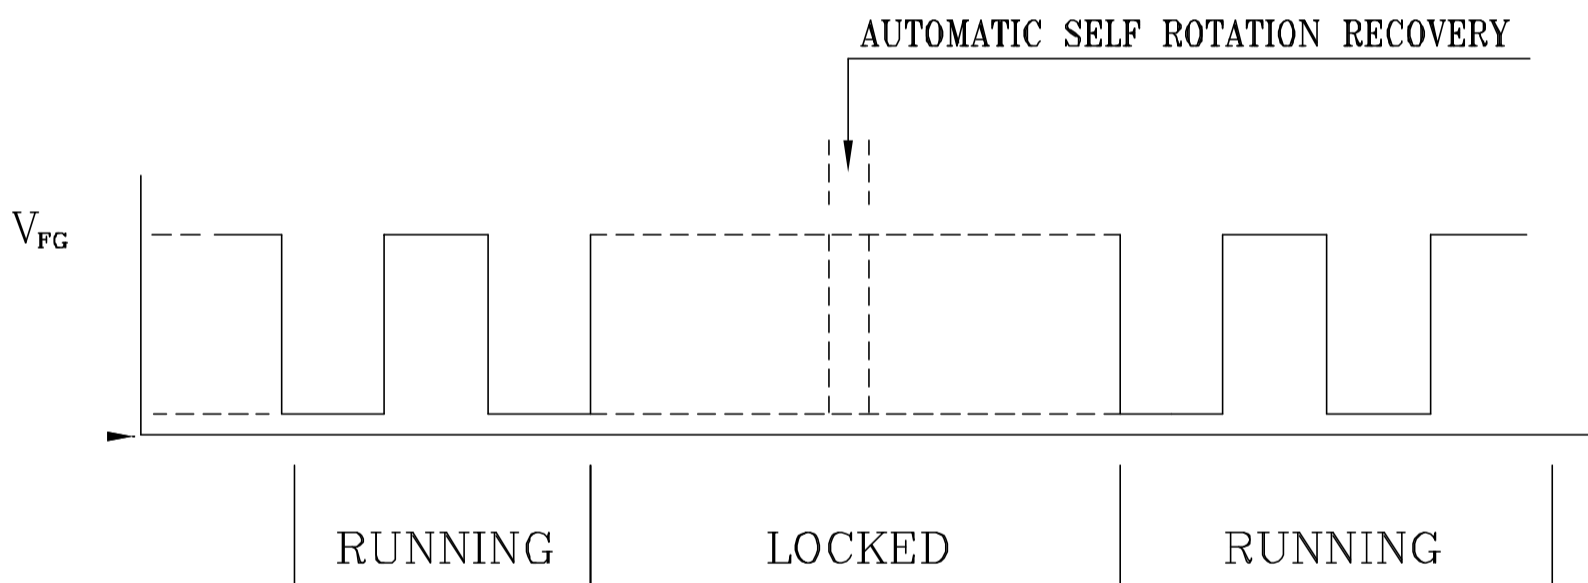 AUTOMATIC SELF ROTATION RECOVERY
VFG
RUNNING LOCKED RUNNING